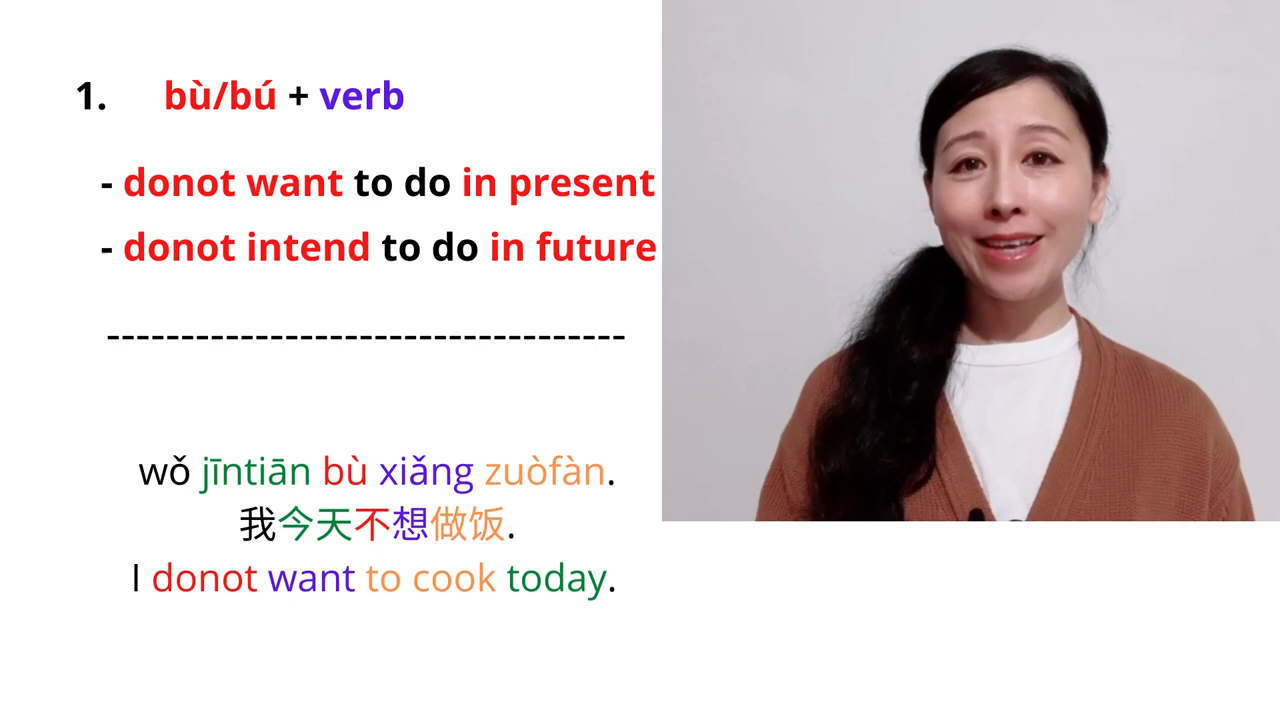 1. bù/bú + verb
- donot want to do in present
- donot intend to do in future
-----------------------------------
wǒ jīntiān bù xiǎng zuòfàn.
我今天不想做饭.
I donot want to cook today.